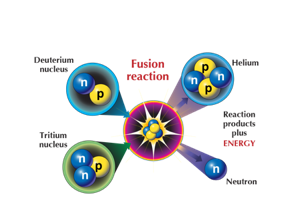 Deuterium
nucleus
Fusion
reaction
Helium
n
p
n
p
p
n
Reaction
products
plus
ENERGY
Tritium
nucleus
n
p
n
n
Neutron